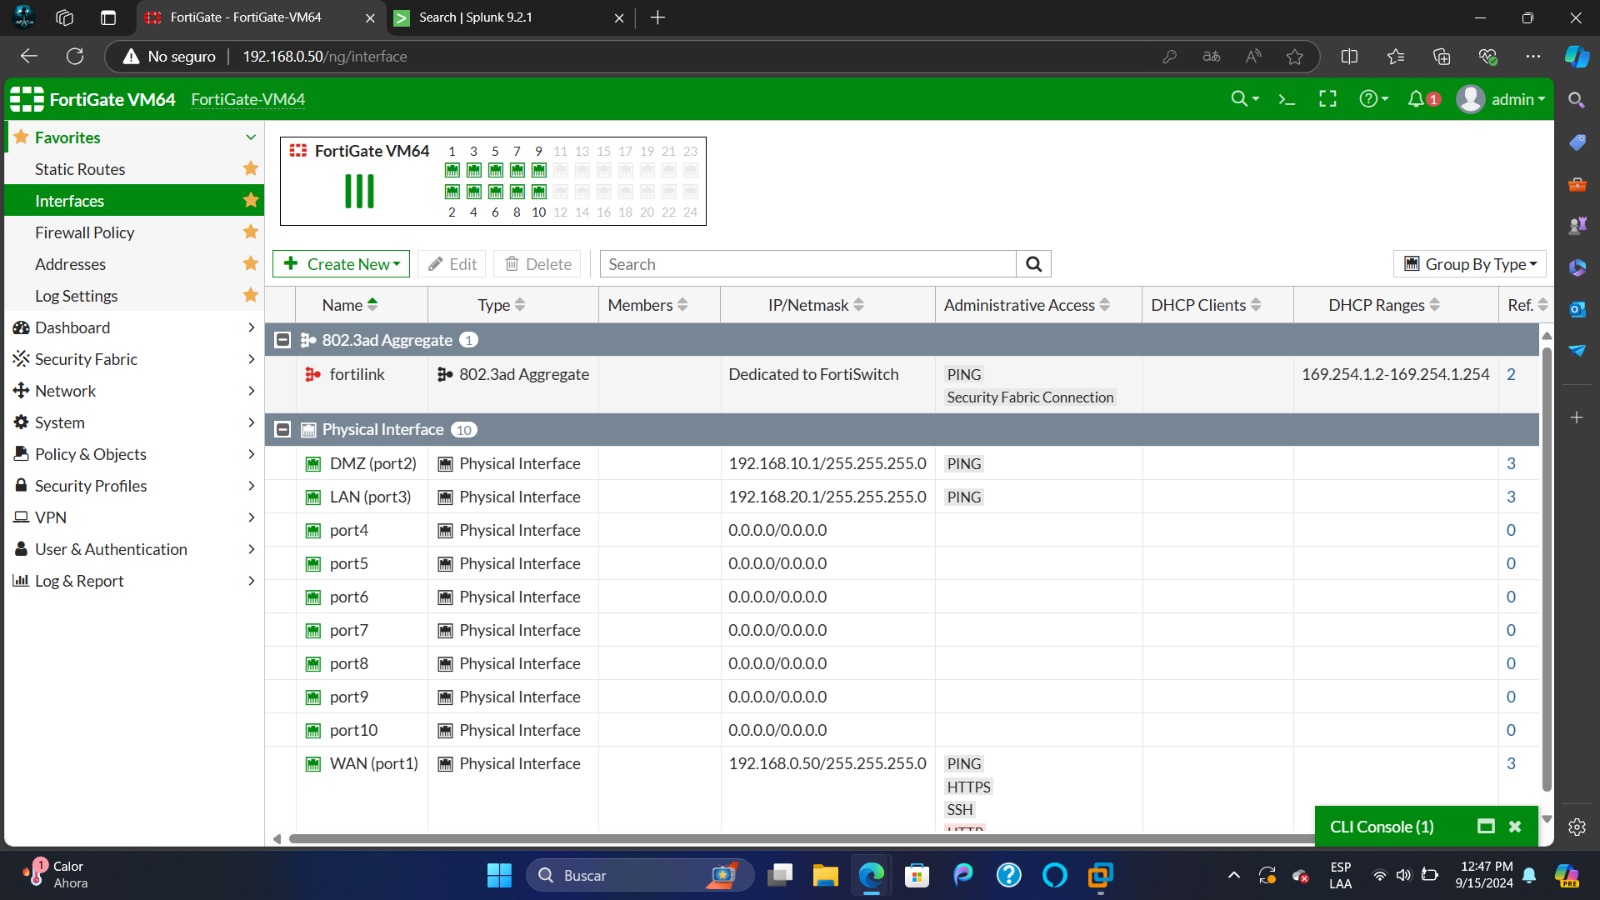 FortiGate - FortiGate-VM64
Search | Splunk 9.2.1
No seguro
192.168.0.50/ng/interface
FortiGate VM64
FortiGate-VM64
1
admin
Favorites
Static Routes
Interfaces
Firewall Policy
Addresses
Log Settings
Dashboard
Security Fabric
Network
System
Policy & Objects
Security Profiles
VPN
User & Authentication
Log & Report
FortiGate VM64
1 3 5 7 9 11 13 15 17 19 21 23
2 4 6 8 10 12 14 16 18 20 22 24
Create New
Edit
Delete
Search
Group By Type
Name Type Members IP/Netmask Administrative Access DHCP Clients DHCP Ranges Ref.
802.3ad Aggregate 1
fortilink 802.3ad Aggregate Dedicated to FortiSwitch PING 169.254.1.2-169.254.1.254 2
Security Fabric Connection
Physical Interface 10
DMZ (port2) Physical Interface 192.168.10.1/255.255.255.0 PING 3
LAN (port3) Physical Interface 192.168.20.1/255.255.255.0 PING 3
port4 Physical Interface 0.0.0.0/0.0.0.0 0
port5 Physical Interface 0.0.0.0/0.0.0.0 0
port6 Physical Interface 0.0.0.0/0.0.0.0 0
port7 Physical Interface 0.0.0.0/0.0.0.0 0
port8 Physical Interface 0.0.0.0/0.0.0.0 0
port9 Physical Interface 0.0.0.0/0.0.0.0 0
port10 Physical Interface 0.0.0.0/0.0.0.0 0
WAN (port1) Physical Interface 192.168.0.50/255.255.255.0 PING 3
HTTPS
SSH
HTTP
CLI Console (1)
1
Calor
Ahora
Buscar
ESP
LAA
12:47 PM
9/15/2024
PRE